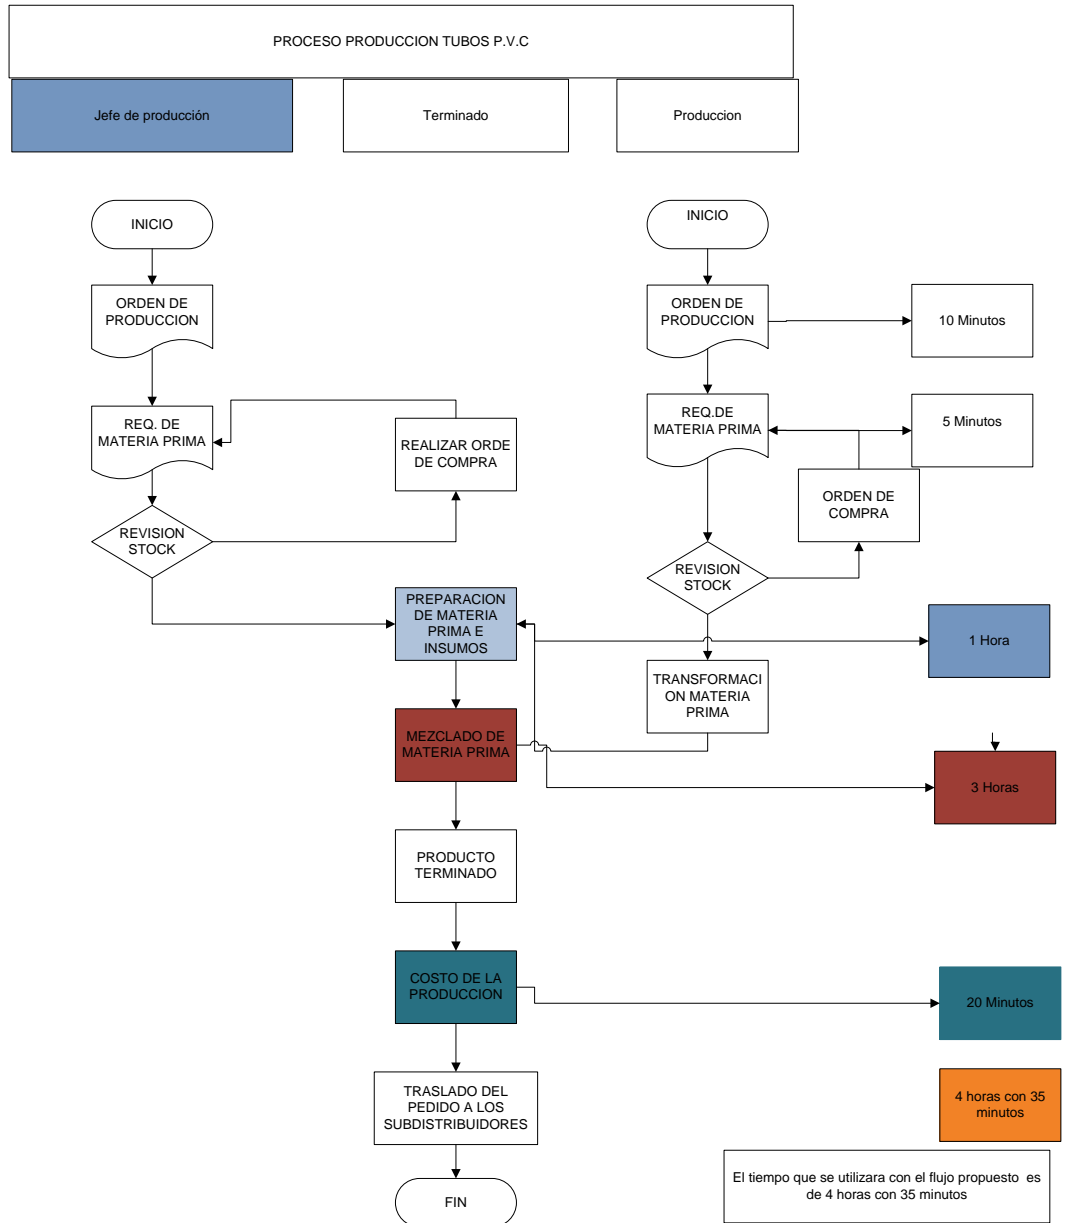 PROCESO PRODUCCION TUBOS P.V.C
Jefe de producción
Terminado
Produccion
INICIO
INICIO
ORDEN DE
PRODUCCION
ORDEN DE
PRODUCCION
10 Minutos
REQ. DE
MATERIA PRIMA
REALIZAR ORDE
DE COMPRA
REQ.DE
MATERIA PRIMA
5 Minutos
ORDEN DE
COMPRA
REVISION
STOCK
REVISION
STOCK
PREPARACION
DE MATERIA
PRIMA E
INSUMOS
1 Hora
TRANSFORMACI
ON MATERIA
PRIMA
MEZCLADO DE
MATERIA PRIMA
3 Horas
PRODUCTO
TERMINADO
COSTO DE LA
PRODUCCION
20 Minutos
TRASLADO DEL
PEDIDO A LOS
SUBDISTRIBUIDORES
4 horas con 35
minutos
FIN
El tiempo que se utilizara con el flujo propuesto es
de 4 horas con 35 minutos